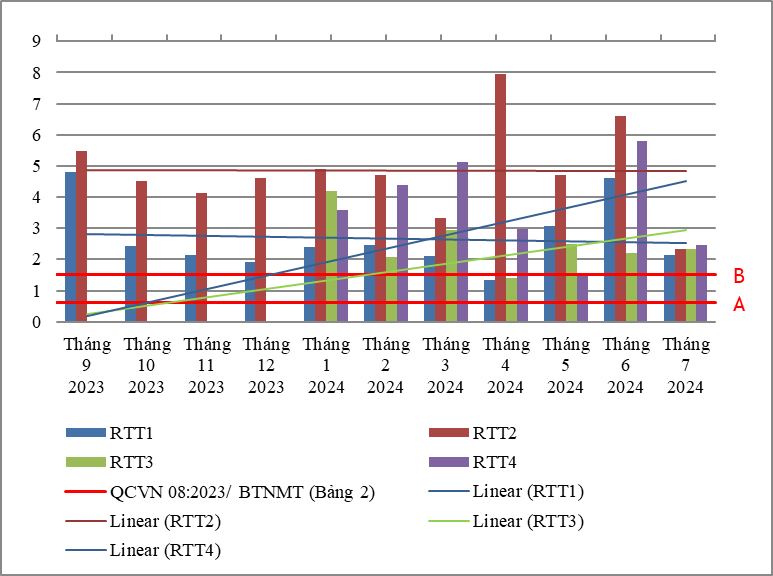 9
8
7
6
5
4
3
2
1
0
B
A
Tháng 9 2023
Tháng 10 2023
Tháng 11 2023
Tháng 12 2023
Tháng 1 2024
Tháng 2 2024
Tháng 3 2024
Tháng 4 2024
Tháng 5 2024
Tháng 6 2024
Tháng 7 2024
RTT1
RTT2
RTT3
RTT4
QCVN 08:2023/ BTNMT (Bảng 2)
Linear (RTT1)
Linear (RTT2)
Linear (RTT3)
Linear (RTT4)